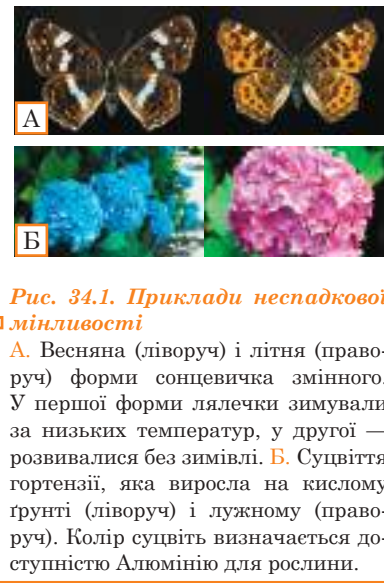 А
Б
Рис. 34.1. Приклади неспадкової
мінливості
А. Весняна (ліворуч) і літня (право-
руч) форми сонцевичка змінного.
У першої форми лялечки зимували
за низьких температур, у другої —
розвивалися без зимівлі. Б. Суцвіття
гортензії, яка виросла на кислому
ґрунті (ліворуч) і лужному (право-
руч). Колір суцвіть визначається до-
ступністю Алюмінію для рослини.